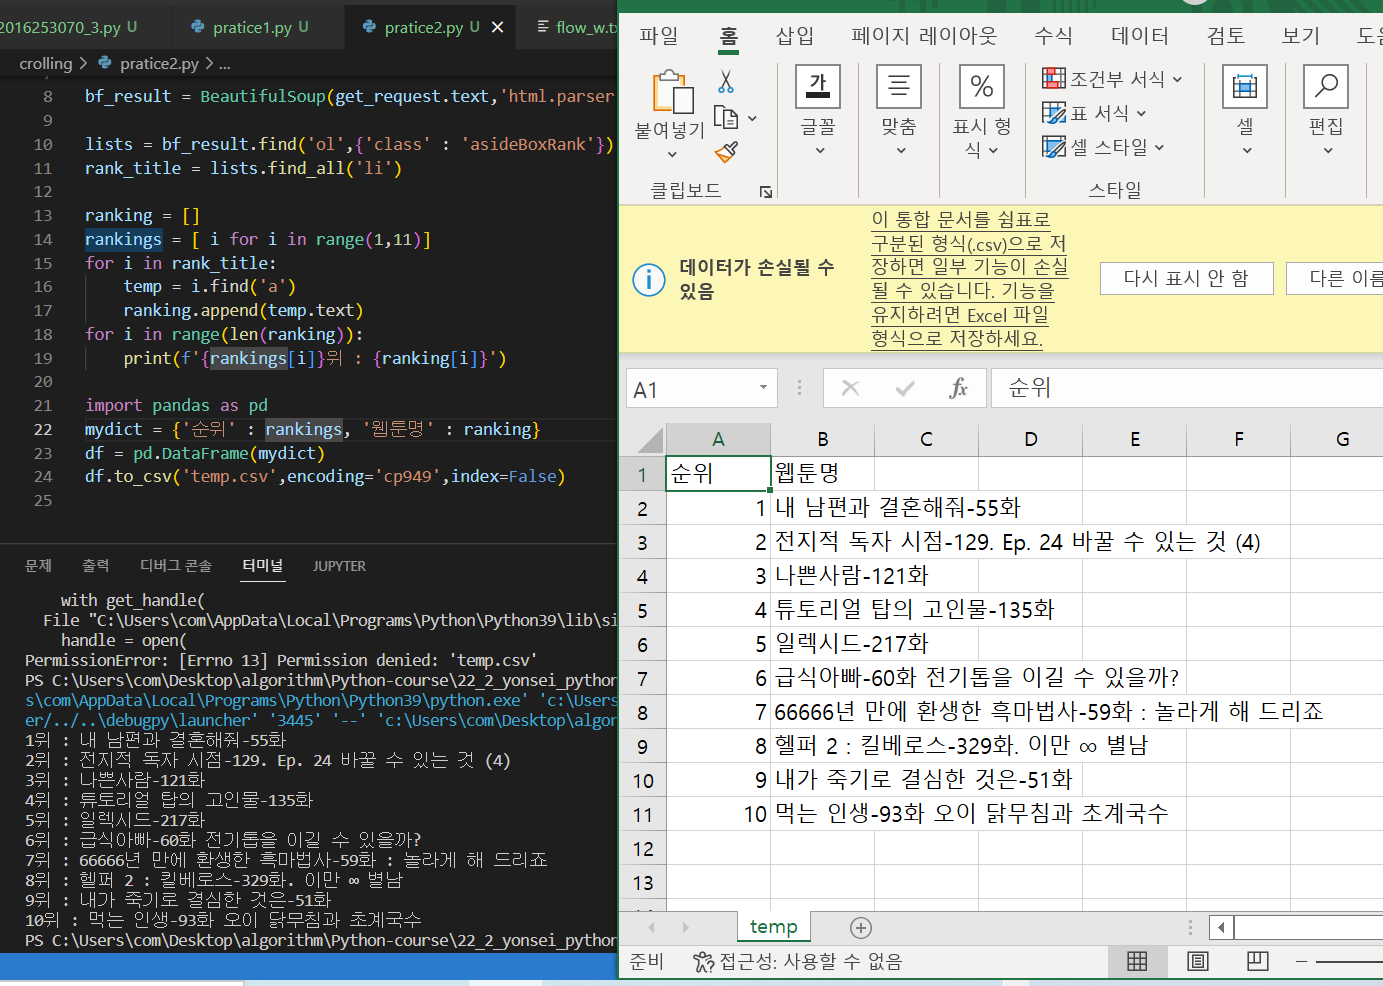 2016253070_3.py U
pratice1.py U
pratice2.py U
flow_w.tx
crolling > pratice2.py > ...
8 bf_result = BeautifulSoup(get_request.text,'html.parser
9
10 lists = bf_result.find('ol',{'class' : 'asideBoxRank'})
11 rank_title = lists.find_all('li')
12
13 ranking = []
14 rankings = [ i for i in range(1,11)]
15 for i in rank_title:
16 temp = i.find('a')
17 ranking.append(temp.text)
18 for i in range(len(ranking)):
19 print(f'{rankings[i]}위 : {ranking[i]}')
20
21 import pandas as pd
22 mydict = {'순위' : rankings, '웹툰명' : ranking}
23 df = pd.DataFrame(mydict)
24 df.to_csv('temp.csv',encoding='cp949',index=False)
25
문제 출력 디버그 콘솔 터미널 JUPYTER
with get_handle(
File "C:\Users\com\AppData\Local\Programs\Python\Python39\lib\si
handle = open(
PermissionError: [Errno 13] Permission denied: 'temp.csv'
PS C:\Users\com\Desktop\algorithm\Python-course\22_2_yonsei_python
s\com\AppData\Local\Programs\Python\Python39\python.exe' 'c:\Users
er/../..\debugpy\launcher' '3445' '--' 'c:\Users\com\Desktop\algor
1위 : 내 남편과 결혼해줘-55화
2위 : 전지적 독자 시점-129. Ep. 24 바꿀 수 있는 것 (4)
3위 : 나쁜사람-121화
4위 : 튜토리얼 탑의 고인물-135화
5위 : 일렉시드-217화
6위 : 급식아빠-60화 전기톱을 이길 수 있을까?
7위 : 66666년 만에 환생한 흑마법사-59화 : 놀라게 해 드리죠
8위 : 헬퍼 2 : 킬베로스-329화. 이만 ∞ 별남
9위 : 내가 죽기로 결심한 것은-51화
10위 : 먹는 인생-93화 오이 닭무침과 초계국수
PS C:\Users\com\Desktop\algorithm\Python-course\22_2_yonsei_python
파일 홈 삽입 페이지 레이아웃 수식 데이터 검토 보기 도움
붙여넣기
클립보드
글꼴
맞춤
표시 형식
조건부 서식
표 서식
셀 스타일
스타일
셀
편집
데이터가 손실될 수
있음
이 통합 문서를 쉼표로
구분된 형식(.csv)으로 저
장하면 일부 기능이 손실
될 수 있습니다. 기능을
유지하려면 Excel 파일
형식으로 저장하세요.
다시 표시 안 함
다른 이름
A1 fx 순위
A B C D E F G
1 순위 웹툰명
2 1 내 남편과 결혼해줘-55화
3 2 전지적 독자 시점-129. Ep. 24 바꿀 수 있는 것 (4)
4 3 나쁜사람-121화
5 4 튜토리얼 탑의 고인물-135화
6 5 일렉시드-217화
7 6 급식아빠-60화 전기톱을 이길 수 있을까?
8 7 66666년 만에 환생한 흑마법사-59화 : 놀라게 해 드리죠
9 8 헬퍼 2 : 킬베로스-329화. 이만 ∞ 별남
10 9 내가 죽기로 결심한 것은-51화
11 10 먹는 인생-93화 오이 닭무침과 초계국수
12
13
temp
준비 접근성: 사용할 수 없음